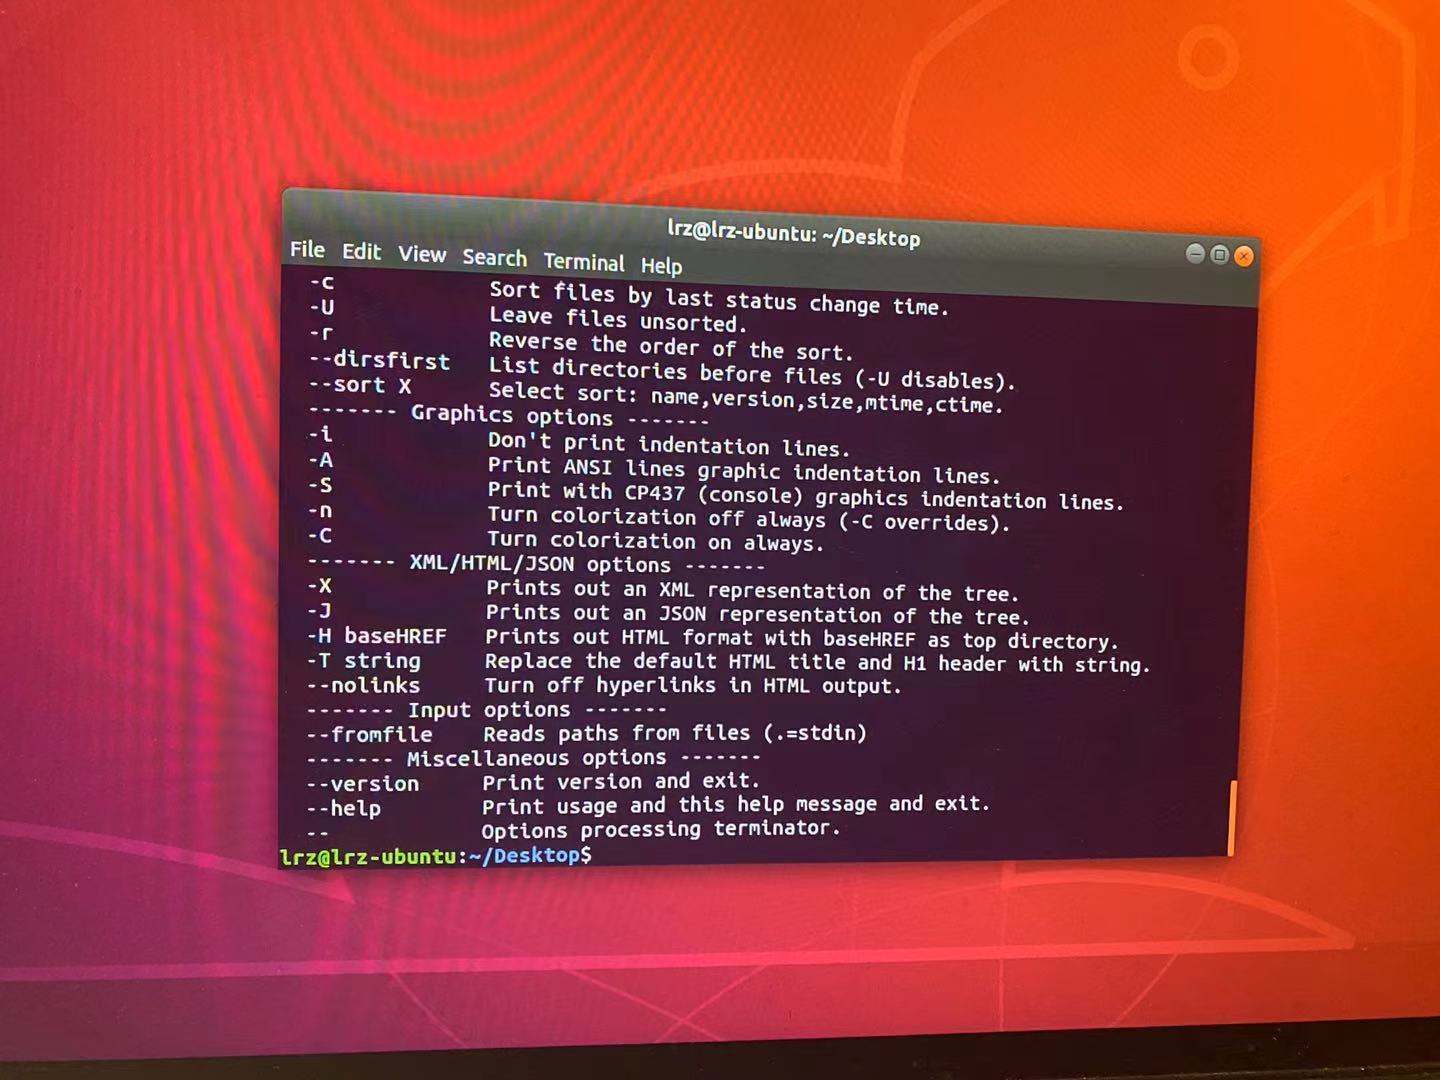 lrz@lrz-ubuntu: ~/Desktop
File Edit View Search Terminal Help
-c Sort files by last status change time.
-U Leave files unsorted.
-r Reverse the order of the sort.
--dirsfirst List directories before files (-U disables).
--sort X Select sort: name,version,size,mtime,ctime.
------- Graphics options -------
-i Don't print indentation lines.
-A Print ANSI lines graphic indentation lines.
-S Print with CP437 (console) graphics indentation lines.
-n Turn colorization off always (-C overrides).
-C Turn colorization on always.
------- XML/HTML/JSON options -------
-X Prints out an XML representation of the tree.
-J Prints out an JSON representation of the tree.
-H baseHREF Prints out HTML format with baseHREF as top directory.
-T string Replace the default HTML title and H1 header with string.
--nolinks Turn off hyperlinks in HTML output.
------- Input options -------
--fromfile Reads paths from files (.=stdin)
------- Miscellaneous options -------
--version Print version and exit.
--help Print usage and this help message and exit.
-- Options processing terminator.
lrz@lrz-ubuntu:~/Desktop$